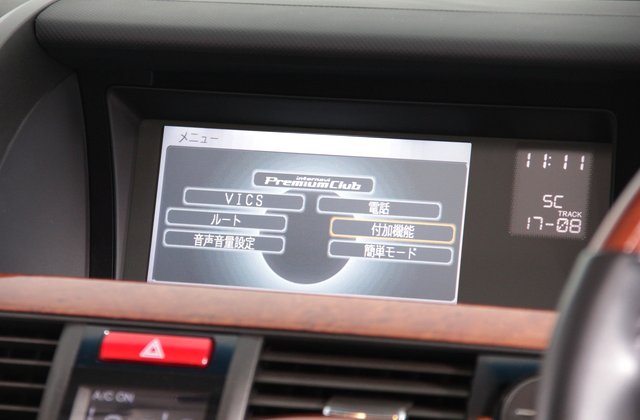 メニュー
internavi
Premium Club
VICS
電話
ルート
付加機能
音声音量設定
簡単モード
11:11
SC
TRACK
17-08
A/C ON